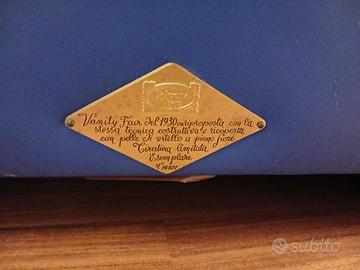 Vanity Fair del 1930 vien riproposta con la
stessa tecnica costruttiva e ricoperta
con pelle di vitello a pieno fiore
Tiratura limitata
Esemplare
subito